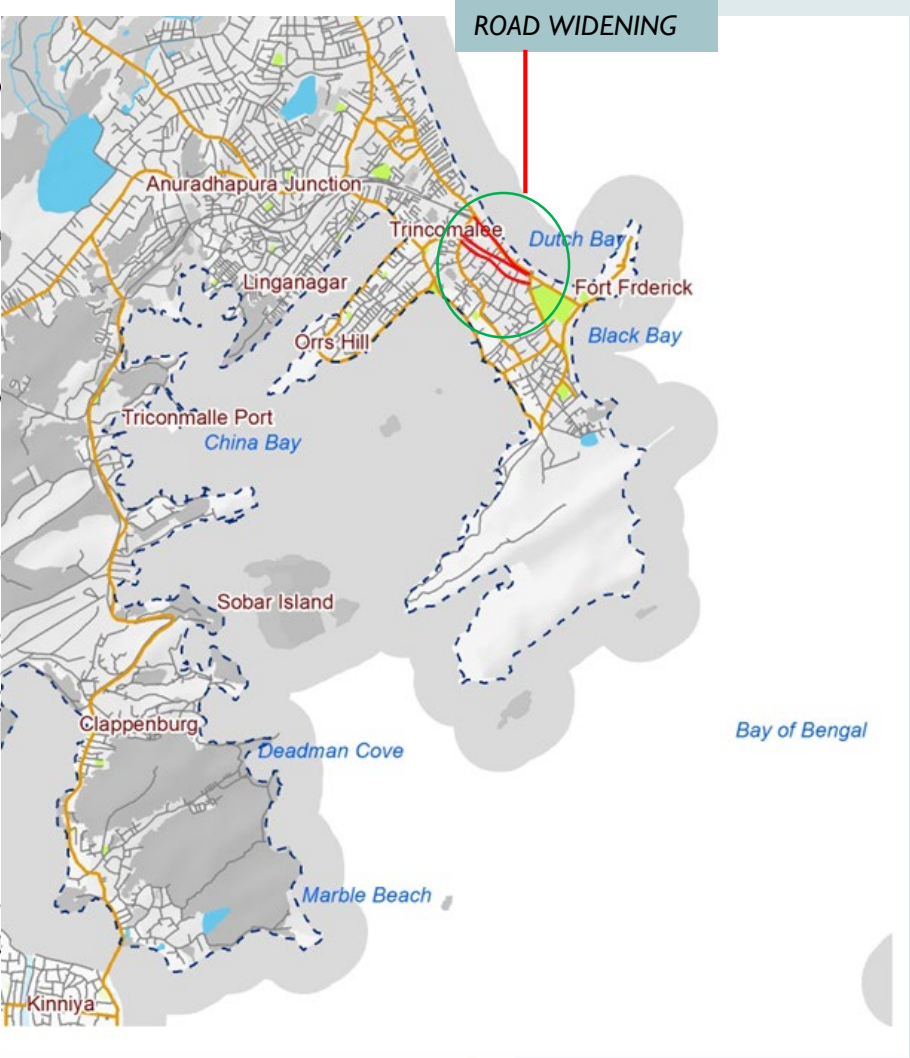 ROAD WIDENING
Anuradhapura Junction
Trincomalee
Dutch Bay
Linganagar
Fort Frderick
Orrs Hill
Black Bay
Triconmalle Port
China Bay
Sobar Island
Clappenburg
Bay of Bengal
Deadman Cove
Marble Beach
Kinniya